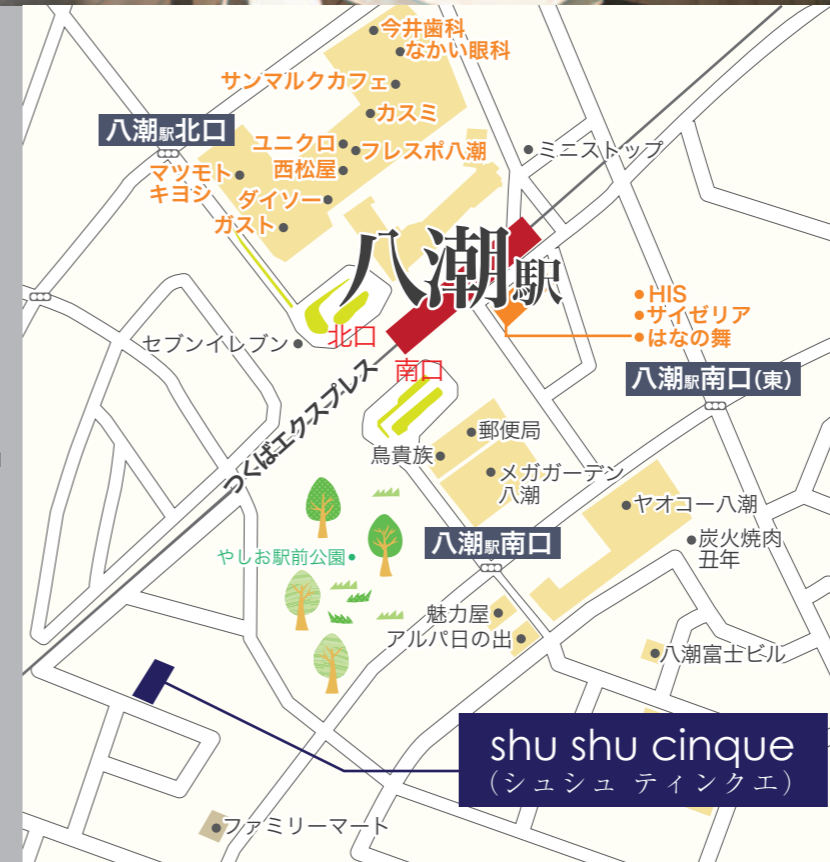 今井歯科
なかい眼科
サンマルクカフェ
カスミ
八潮駅北口
ユニクロ
フレスポ八潮
ミニストップ
西松屋
マツモト
キヨシ
ダイソー
ガスト
八潮駅
HIS
ザイゼリア
はなの舞
北口
セブンイレブン
南口
八潮駅南口(東)
つくばエクスプレス
郵便局
鳥貴族
メガガーデン
八潮
ヤオコー八潮
八潮駅南口
炭火焼肉
丑年
やしお駅前公園
魅力屋
アルパ日の出
八潮富士ビル
shu shu cinque
(シュシュ ティンクエ)
ファミリーマート